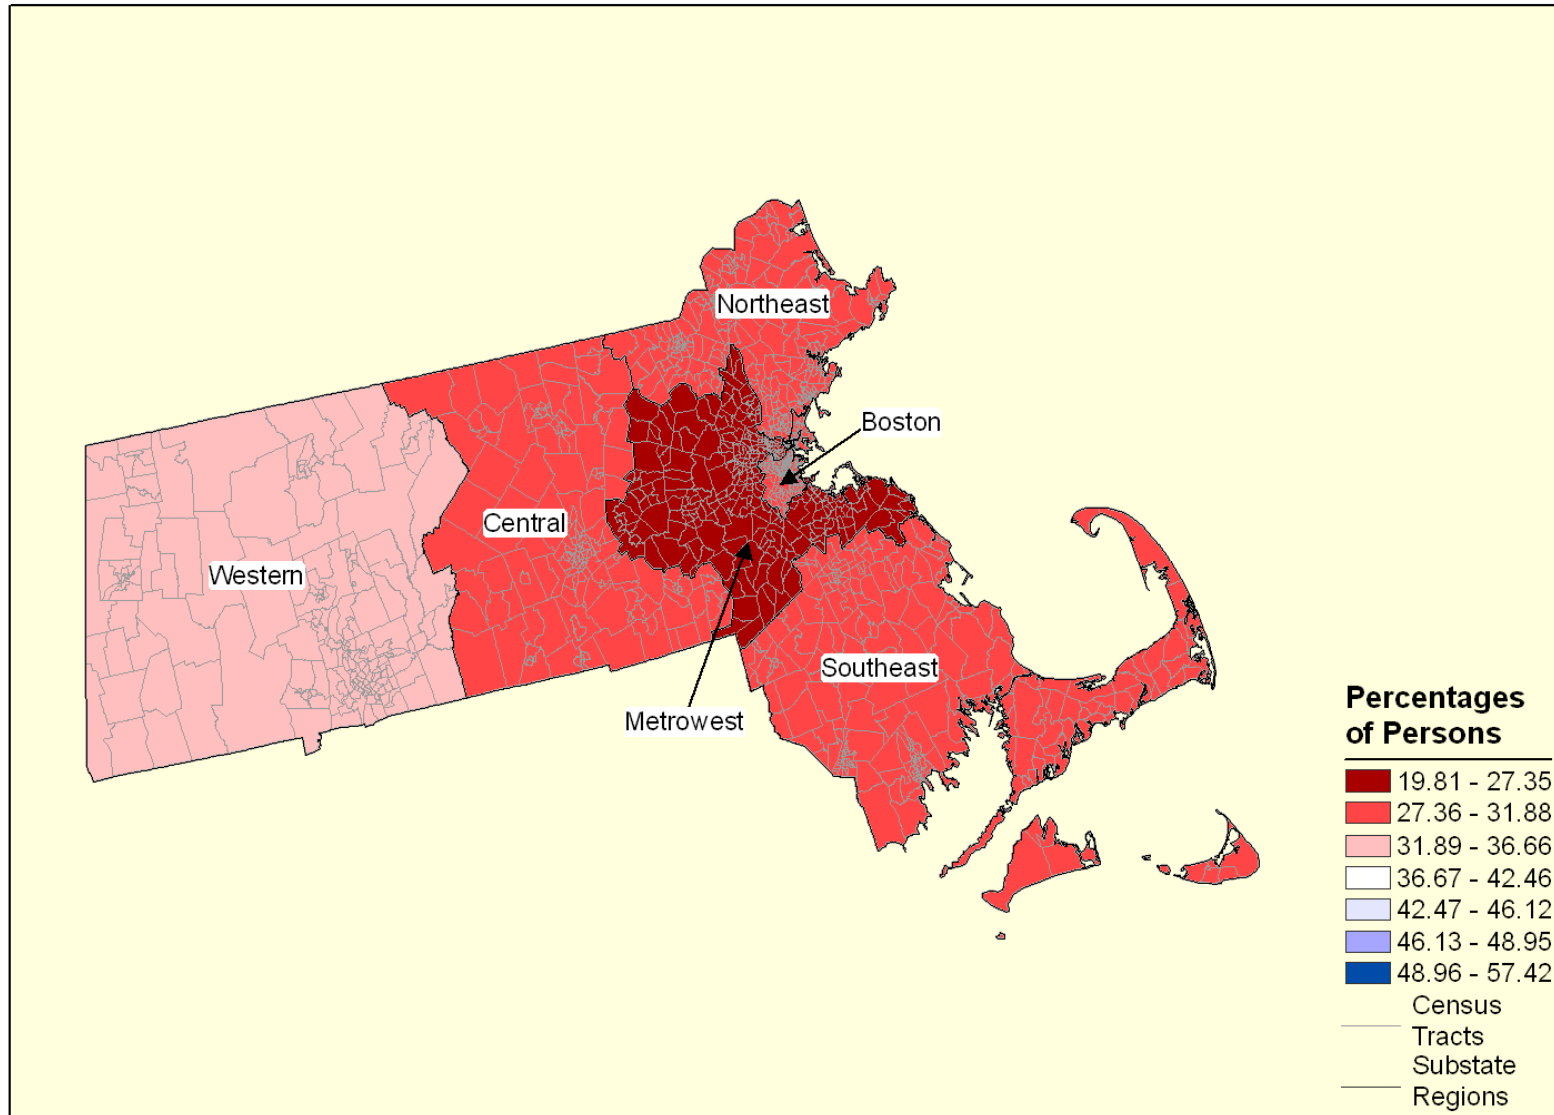 Northeast
Boston
Central
Western
Southeast
Metrowest
Percentages
of Persons
19.81 - 27.35
27.36 - 31.88
31.89 - 36.66
36.67 - 42.46
42.47 - 46.12
46.13 - 48.95
48.96 - 57.42
Census
Tracts
Substate
Regions